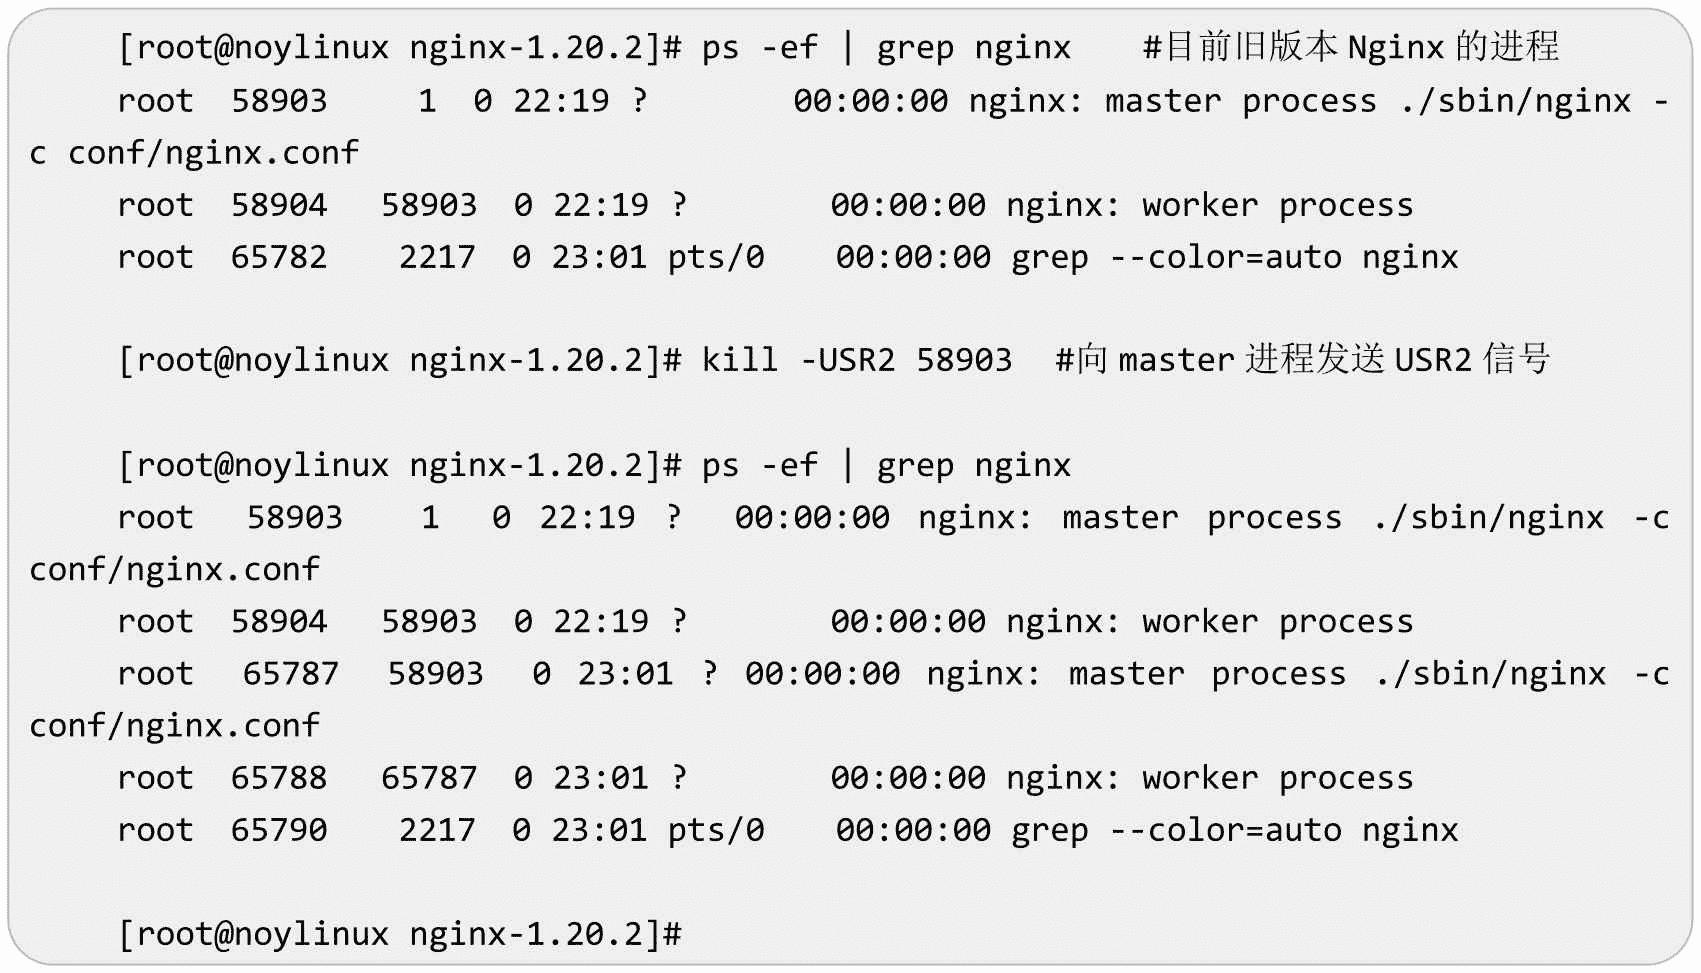 [root@noylinux nginx-1.20.2]# ps -ef | grep nginx    #目前旧版本 Nginx 的进程
root  58903     1  0 22:19 ?        00:00:00 nginx: master process ./sbin/nginx -
c conf/nginx.conf
root  58904   58903  0 22:19 ?        00:00:00 nginx: worker process
root  65782    2217  0 23:01 pts/0    00:00:00 grep --color=auto nginx
[root@noylinux nginx-1.20.2]# kill -USR2 58903  #向 master 进程发送 USR2 信号
[root@noylinux nginx-1.20.2]# ps -ef | grep nginx
root   58903    1   0  22:19  ?   00:00:00  nginx:  master  process  ./sbin/nginx  -c
conf/nginx.conf
root  58904   58903  0 22:19 ?        00:00:00 nginx: worker process
root   65787   58903   0  23:01  ?  00:00:00  nginx:  master  process  ./sbin/nginx  -c
conf/nginx.conf
root  65788   65787  0 23:01 ?        00:00:00 nginx: worker process
root  65790    2217  0 23:01 pts/0    00:00:00 grep --color=auto nginx
[root@noylinux nginx-1.20.2]#